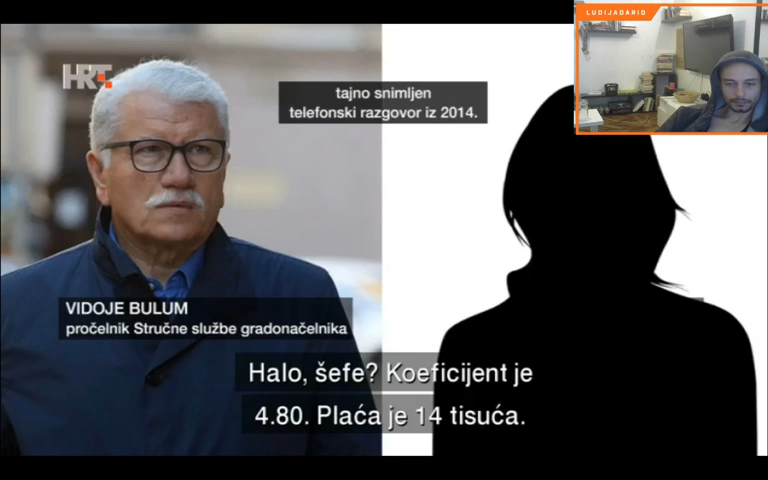 LUDIJADARIO
HRT
tajno snimljen
telefonski razgovor iz 2014.
VIDOJE BULUM
pročelnik Stručne službe gradonačelnika
Halo, šefe? Koeficijent je
4.80. Plaća je 14 tisuća.